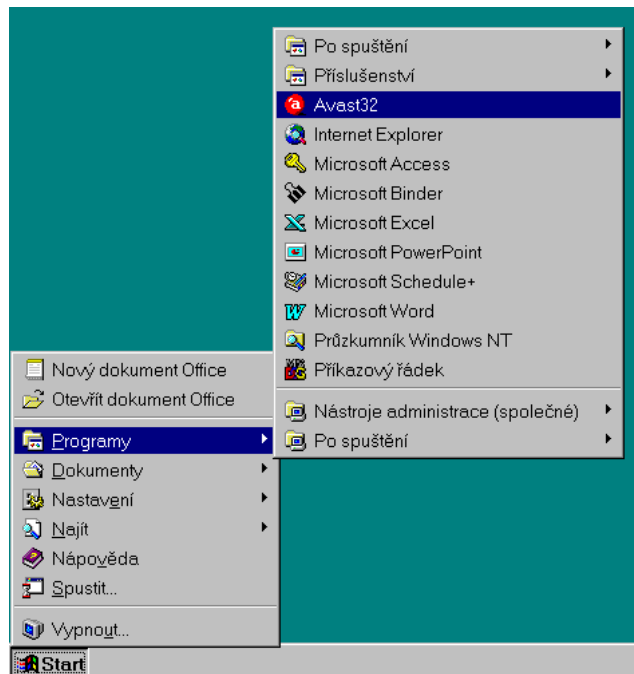 Po spuštění
Příslušenství
Avast32
Internet Explorer
Microsoft Access
Microsoft Binder
Microsoft Excel
Microsoft PowerPoint
Microsoft Schedule+
Microsoft Word
Průzkumník Windows NT
Příkazový řádek
Nástroje administrace (společné)
Po spuštění
Nový dokument Office
Otevřít dokument Office
Programy
Dokumenty
Nastavení
Najít
Nápověda
Spustit...
Vypnout...
Start